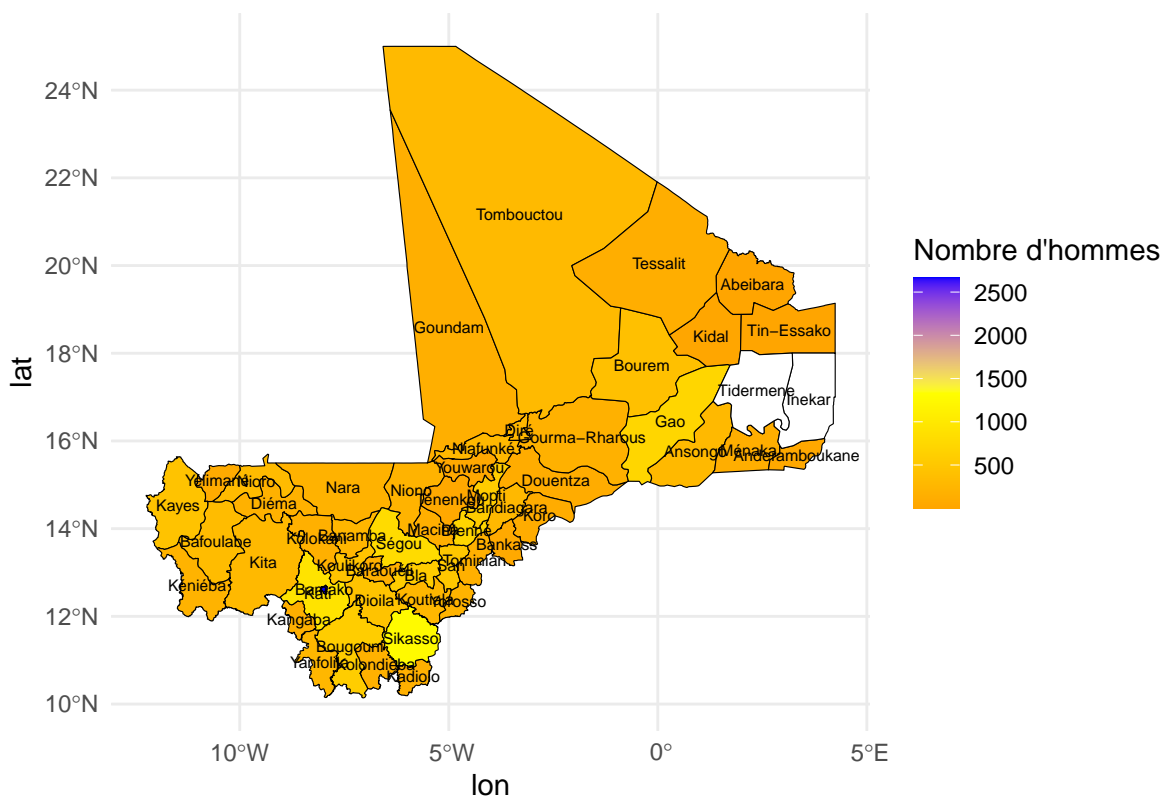 24°N
22°N
20°N
18°N
16°N
14°N
12°N
10°N
lat
10°W
5°W
0°
5°E
lon
Nombre d'hommes
2500
2000
1500
1000
500
Tombouctou
Tessalit
Abeibara
Goundam
Kidal
Tin−Essako
Bourem
Tidermene
Inekar
Gao
Diré
Gourma−Rharous
Niafunké
Ansongo
Ménaka
Anderamboukane
Youwarou
Douentza
Yélimané
Nioro
Nara
Niono
Ténenkou
Mopti
Kayes
Diéma
Bandiagara
Koro
Macina
Djenné
Bafoulabe
Kolokani
Banamba
Ségou
Bankass
Kita
Koulikoro
Baraouéli
San
Tominian
Bla
Kéniéba
Bamako
Kati
Dioila
Koutiala
Yorosso
Kangaba
Sikasso
Bougouni
Yanfolila
Kolondiéba
Kadiolo